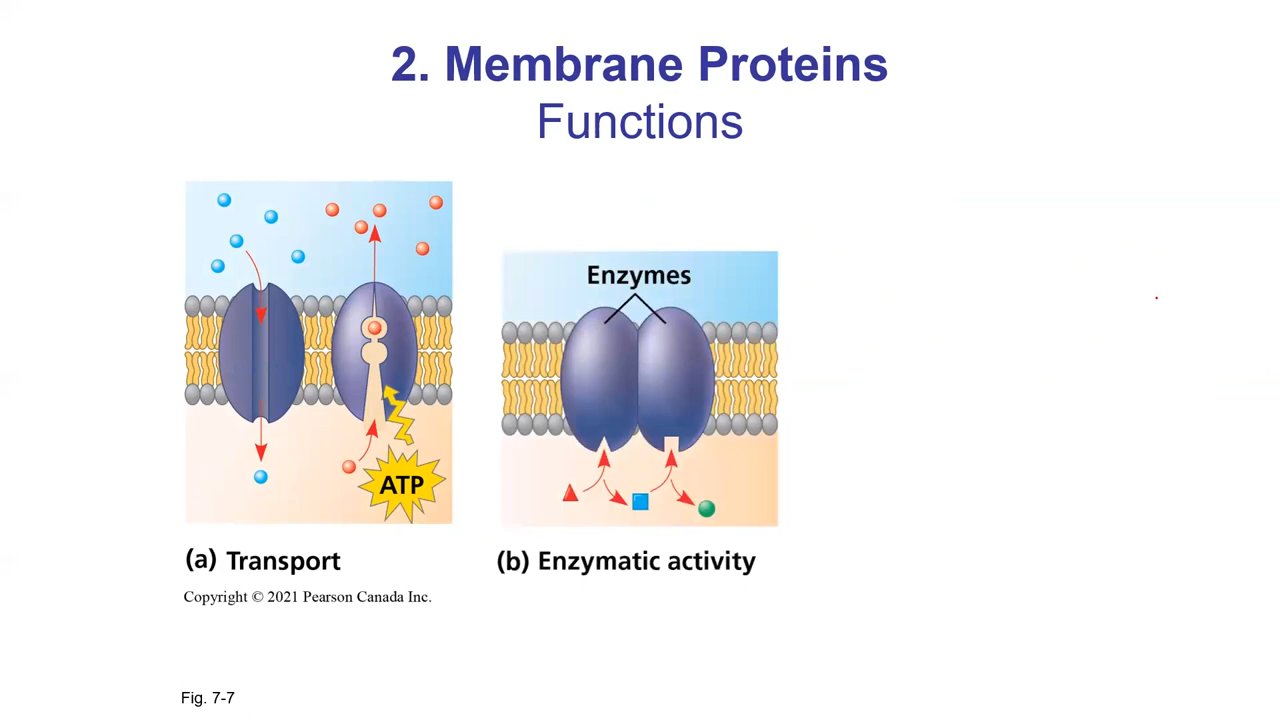 2. Membrane Proteins
Functions
Enzymes
ATP
(a) Transport
(b) Enzymatic activity
Copyright © 2021 Pearson Canada Inc.
Fig. 7-7